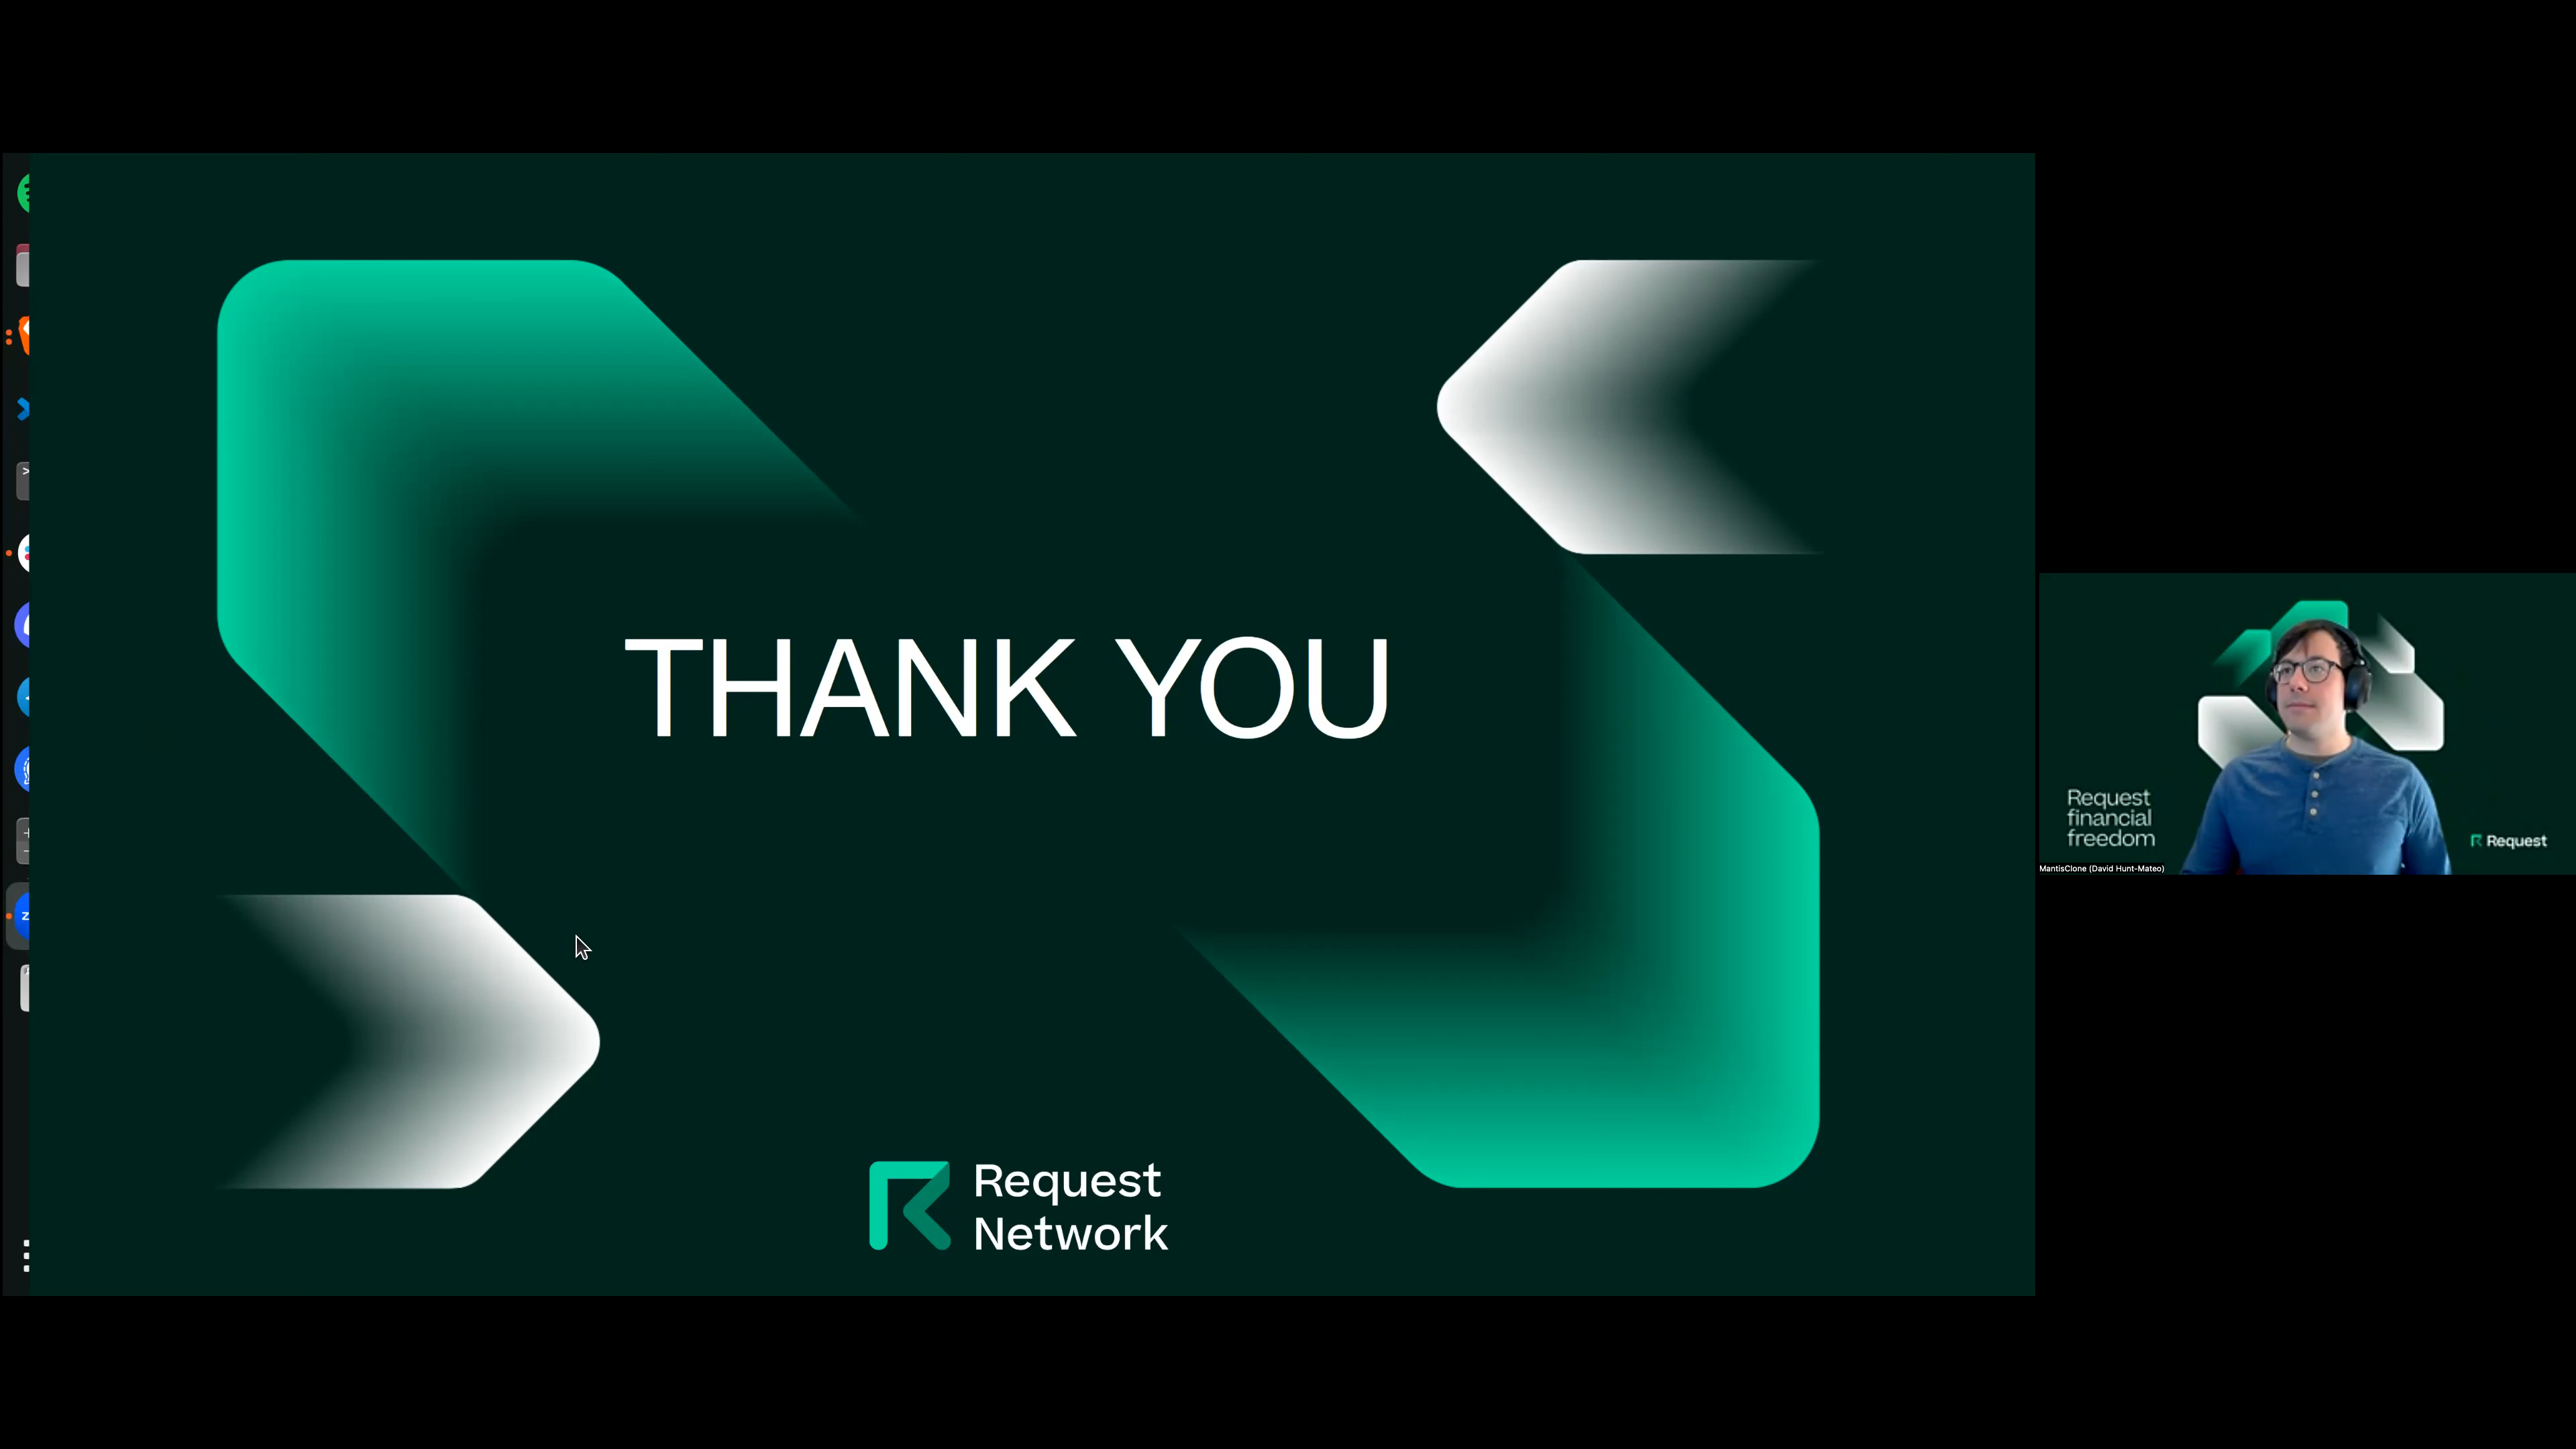 THANK YOU
Request
Network
Request
financial
freedom
Request
MantisClone (David Hunt-Mateo)